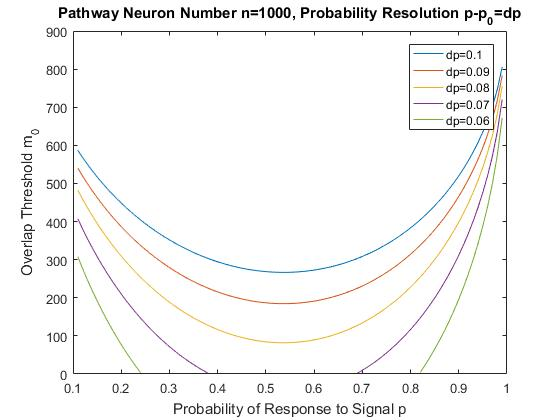 Pathway Neuron Number n=1000, Probability Resolution p-p₀=dp
900
800
700
600
500
400
300
200
100
0
Overlap Threshold m₀
dp=0.1
dp=0.09
dp=0.08
dp=0.07
dp=0.06
0.1 0.2 0.3 0.4 0.5 0.6 0.7 0.8 0.9 1
Probability of Response to Signal p